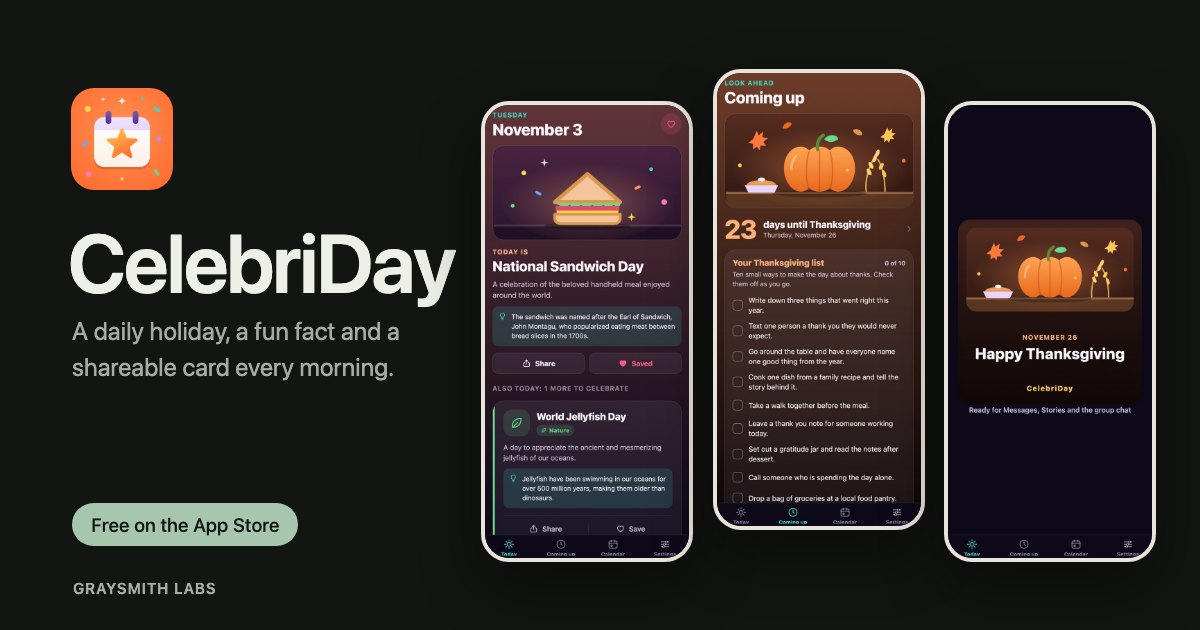 CelebriDay
A daily holiday, a fun fact and a
shareable card every morning.
Free on the App Store
GRAYSMITH LABS
TUESDAY
November 3
TODAY IS
National Sandwich Day
A celebration of the beloved handheld meal enjoyed
around the world.
The sandwich was named after the Earl of Sandwich,
John Montagu, who popularized eating meat between
bread slices in the 1700s.
Share
Saved
ALSO TODAY: 1 MORE TO CELEBRATE
World Jellyfish Day
Nature
A day to appreciate the ancient and mesmerizing
jellyfish of our oceans.
Jellyfish have been swimming in our oceans for
over 500 million years, making them older than
dinosaurs.
Share
Save
Today
Coming up
Calendar
Settings
LOOK AHEAD
Coming up
23
days until Thanksgiving
Thursday, November 26
Your Thanksgiving list
0 of 10
Ten small ways to make the day about thanks. Check
them off as you go.
Write down three things that went right this
year.
Text one person a thank you they would never
expect.
Go around the table and have everyone name
one good thing from the year.
Cook one dish from a family recipe and tell the
story behind it.
Take a walk together before the meal.
Leave a thank you note for someone working
today.
Set out a gratitude jar and read the notes after
dessert.
Call someone who is spending the day alone.
Drop a bag of groceries at a local food pantry.
Today
Coming up
Calendar
Settings
NOVEMBER 26
Happy Thanksgiving
CelebriDay
Ready for Messages, Stories and the group chat
Today
Coming up
Calendar
Settings